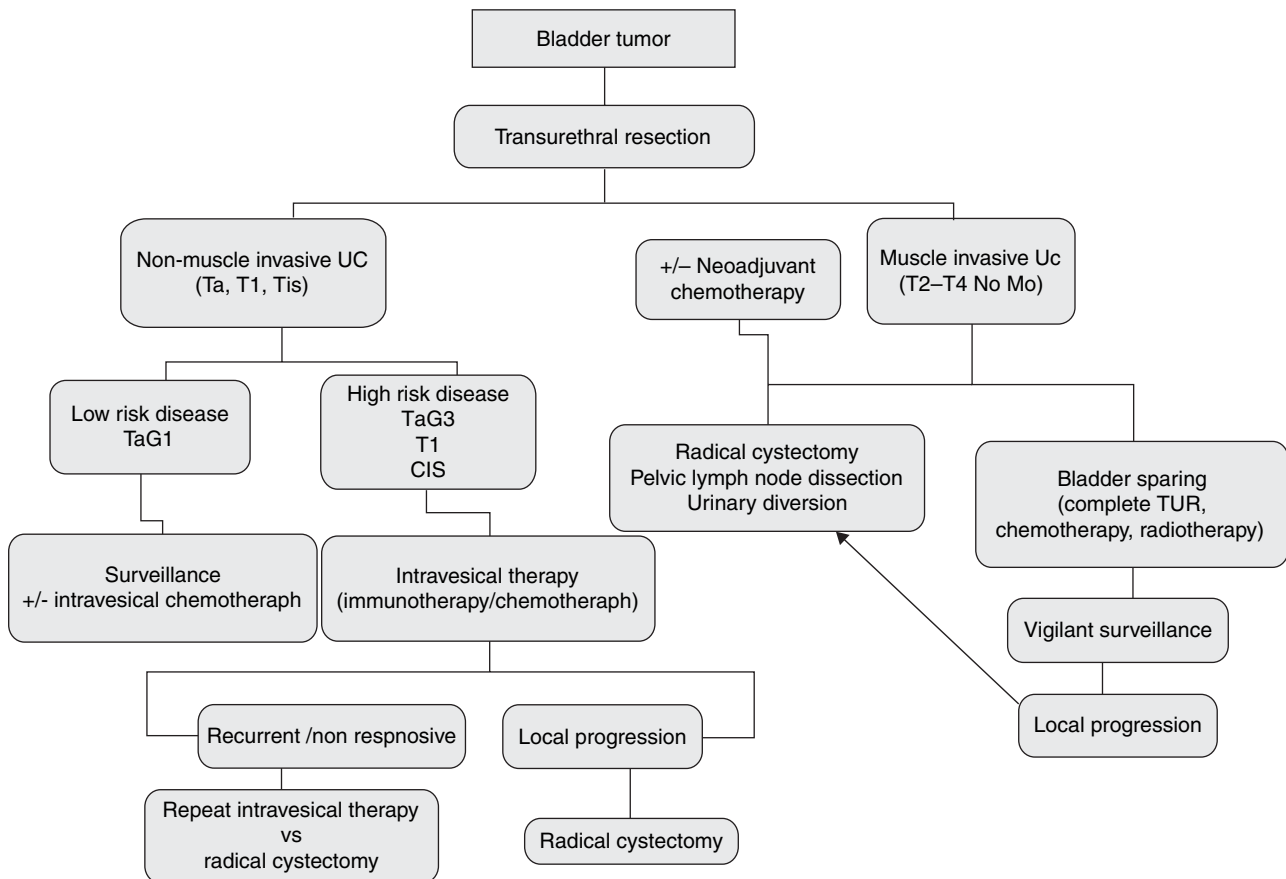 Bladder tumor
Transurethral resection
Non-muscle invasive UC
(Ta, T1, Tis)
+/– Neoadjuvant
chemotherapy
Muscle invasive Uc
(T2–T4 No Mo)
Low risk disease
TaG1
High risk disease
TaG3
T1
CIS
Radical cystectomy
Pelvic lymph node dissection
Urinary diversion
Bladder sparing
(complete TUR,
chemotherapy, radiotherapy)
Surveillance
+/- intravesical chemotheraph
Intravesical therapy
(immunotherapy/chemotheraph)
Vigilant surveillance
Local progression
Recurrent /non respnosive
Local progression
Repeat intravesical therapy
vs
radical cystectomy
Radical cystectomy